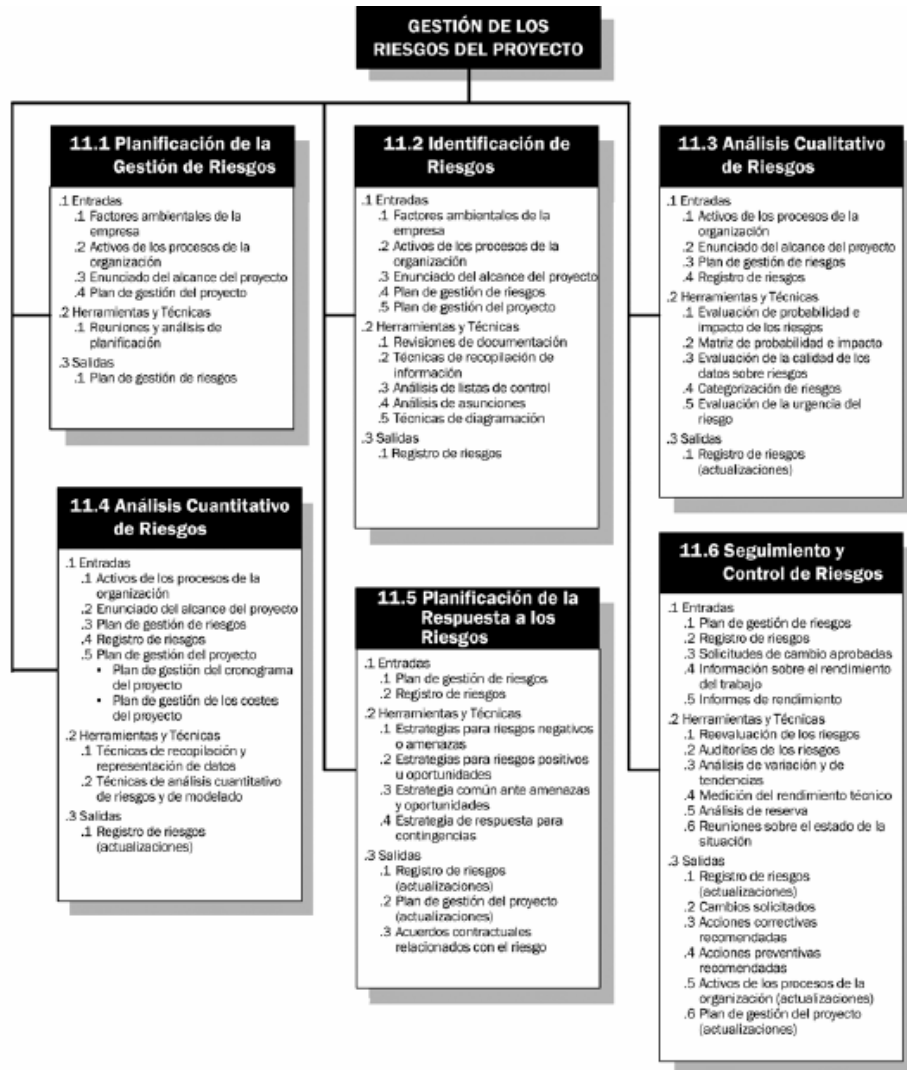 GESTIÓN DE LOS
RIESGOS DEL PROYECTO
11.1 Planificación de la
Gestión de Riesgos
.1 Entradas
.1 Factores ambientales de la
empresa
.2 Activos de los procesos de la
organización
.3 Enunciado del alcance del proyecto
.4 Plan de gestión del proyecto
.2 Herramientas y Técnicas
.1 Reuniones y análisis de
planificación
.3 Salidas
.1 Plan de gestión de riesgos
11.2 Identificación de
Riesgos
.1 Entradas
.1 Factores ambientales de la
empresa
.2 Activos de los procesos de la
organización
.3 Enunciado del alcance del proyecto
.4 Plan de gestión de riesgos
.5 Plan de gestión del proyecto
.2 Herramientas y Técnicas
.1 Revisiones de documentación
.2 Técnicas de recopilación de
información
.3 Análisis de listas de control
.4 Análisis de asunciones
.5 Técnicas de diagramación
.3 Salidas
.1 Registro de riesgos
11.3 Análisis Cualitativo
de Riesgos
.1 Entradas
.1 Activos de los procesos de la
organización
.2 Enunciado del alcance del proyecto
.3 Plan de gestión de riesgos
.4 Registro de riesgos
.2 Herramientas y Técnicas
.1 Evaluación de probabilidad e
impacto de los riesgos
.2 Matriz de probabilidad e impacto
.3 Evaluación de la calidad de los
datos sobre riesgos
.4 Categorización de riesgos
.5 Evaluación de la urgencia del
riesgo
.3 Salidas
.1 Registro de riesgos
(actualizaciones)
11.4 Análisis Cuantitativo
de Riesgos
.1 Entradas
.1 Activos de los procesos de la
organización
.2 Enunciado del alcance del proyecto
.3 Plan de gestión de riesgos
.4 Registro de riesgos
.5 Plan de gestión del proyecto
• Plan de gestión del cronograma
del proyecto
• Plan de gestión de los costes
del proyecto
.2 Herramientas y Técnicas
.1 Técnicas de recopilación y
representación de datos
.2 Técnicas de análisis cuantitativo
de riesgos y de modelado
.3 Salidas
.1 Registro de riesgos
(actualizaciones)
11.5 Planificación de la
Respuesta a los
Riesgos
.1 Entradas
.1 Plan de gestión de riesgos
.2 Registro de riesgos
.2 Herramientas y Técnicas
.1 Estrategias para riesgos negativos
o amenazas
.2 Estrategias para riesgos positivos
u oportunidades
.3 Estrategia común ante amenazas
y oportunidades
.4 Estrategia de respuesta para
contingencias
.3 Salidas
.1 Registro de riesgos
(actualizaciones)
.2 Plan de gestión del proyecto
(actualizaciones)
.3 Acuerdos contractuales
relacionados con el riesgo
11.6 Seguimiento y
Control de Riesgos
.1 Entradas
.1 Plan de gestión de riesgos
.2 Registro de riesgos
.3 Solicitudes de cambio aprobadas
.4 Información sobre el rendimiento
del trabajo
.5 Informes de rendimiento
.2 Herramientas y Técnicas
.1 Reevaluación de los riesgos
.2 Auditorías de los riesgos
.3 Análisis de variación y de
tendencias
.4 Medición del rendimiento técnico
.5 Análisis de reserva
.6 Reuniones sobre el estado de la
situación
.3 Salidas
.1 Registro de riesgos
(actualizaciones)
.2 Cambios solicitados
.3 Acciones correctivas
recomendadas
.4 Acciones preventivas
recomendadas
.5 Activos de los procesos de la
organización (actualizaciones)
.6 Plan de gestión del proyecto
(actualizaciones)